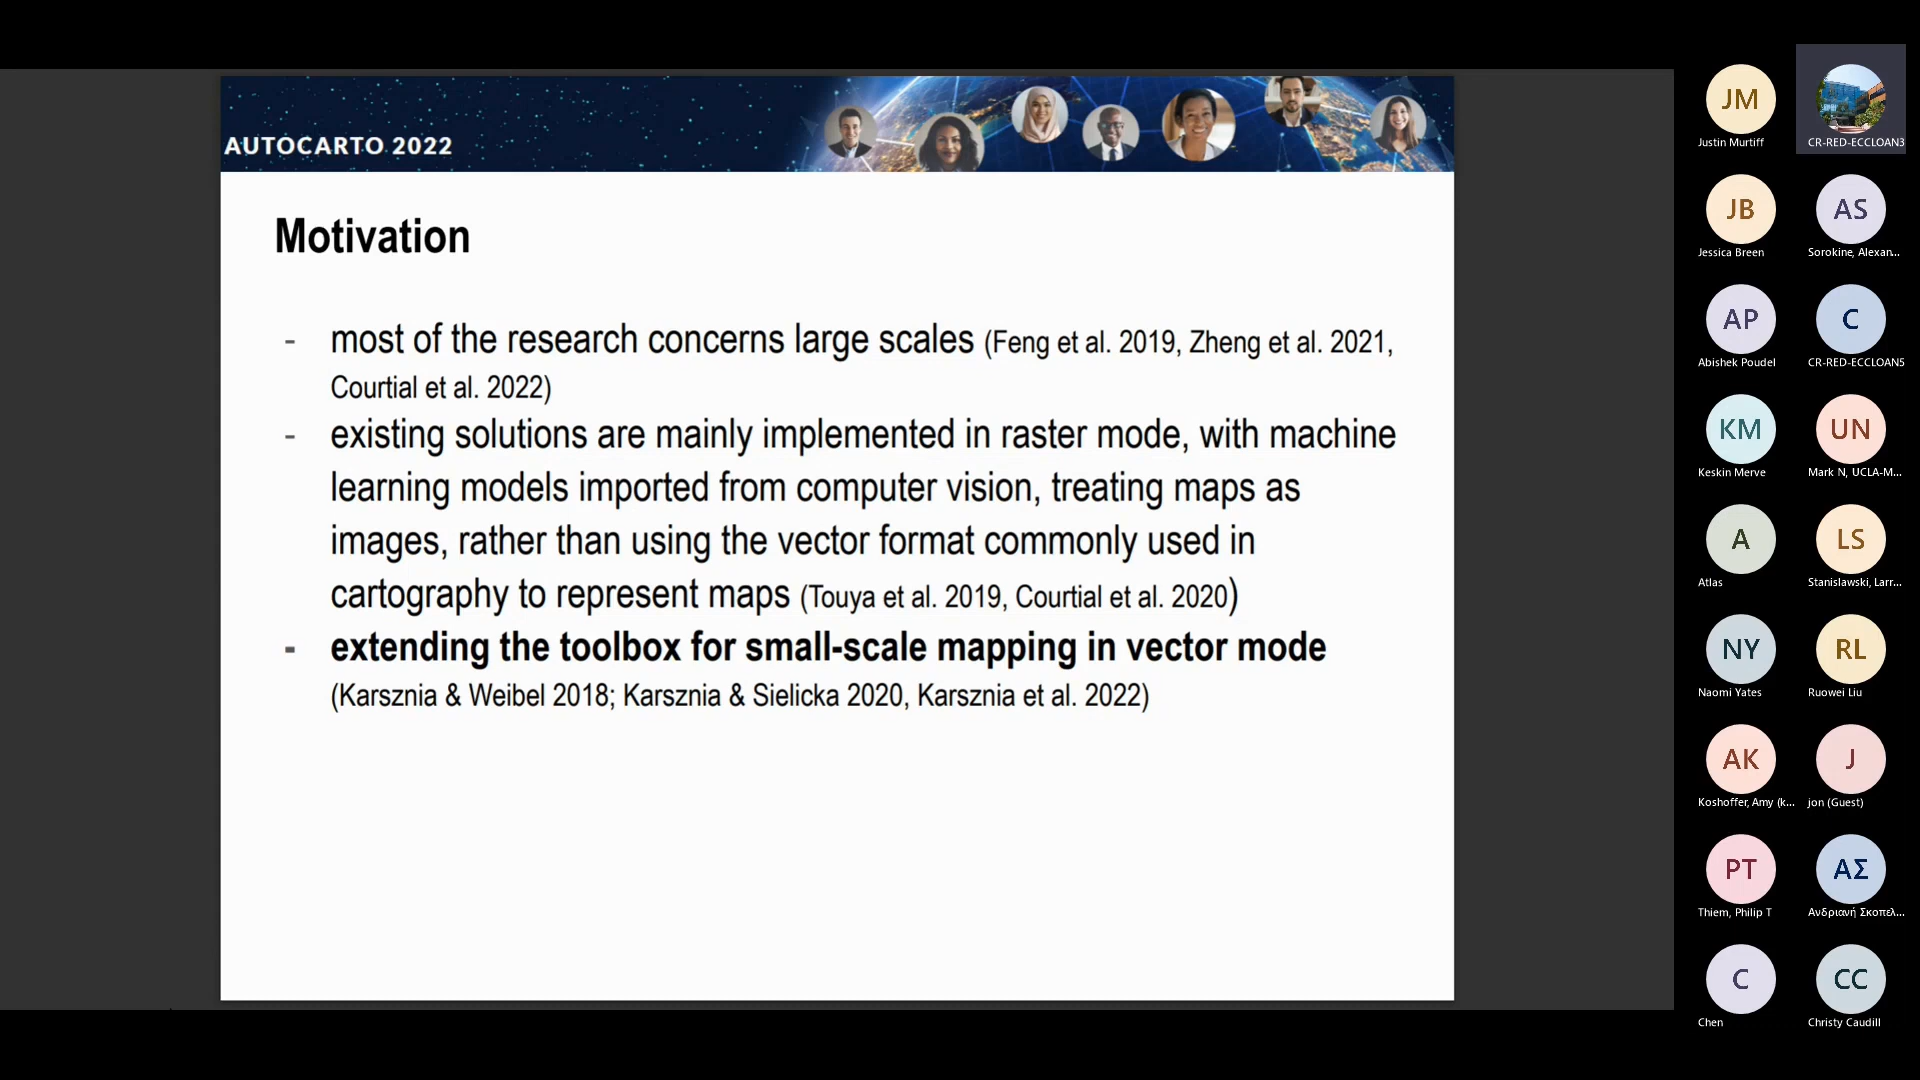 AUTOCARTO 2022
Motivation
- most of the research concerns large scales (Feng et al. 2019, Zheng et al. 2021,
Courtial et al. 2022)
- existing solutions are mainly implemented in raster mode, with machine
learning models imported from computer vision, treating maps as
images, rather than using the vector format commonly used in
cartography to represent maps (Touya et al. 2019, Courtial et al. 2020)
- extending the toolbox for small-scale mapping in vector mode
(Karsznia & Weibel 2018; Karsznia & Sielicka 2020, Karsznia et al. 2022)
JM
Justin Murtiff
CR-RED-ECCLOAN3
JB
Jessica Breen
AS
Sorokine, Alexan...
AP
Abishek Poudel
C
CR-RED-ECCLOAN5
KM
Keskin Merve
UN
Mark N, UCLA-M...
A
Atlas
LS
Stanislawski, Larr...
NY
Naomi Yates
RL
Ruowei Liu
AK
Koshoffer, Amy (k...
J
jon (Guest)
PT
Thiem, Philip T
ΑΣ
Ανδριανή Σκοπελ...
C
Chen
CC
Christy Caudill